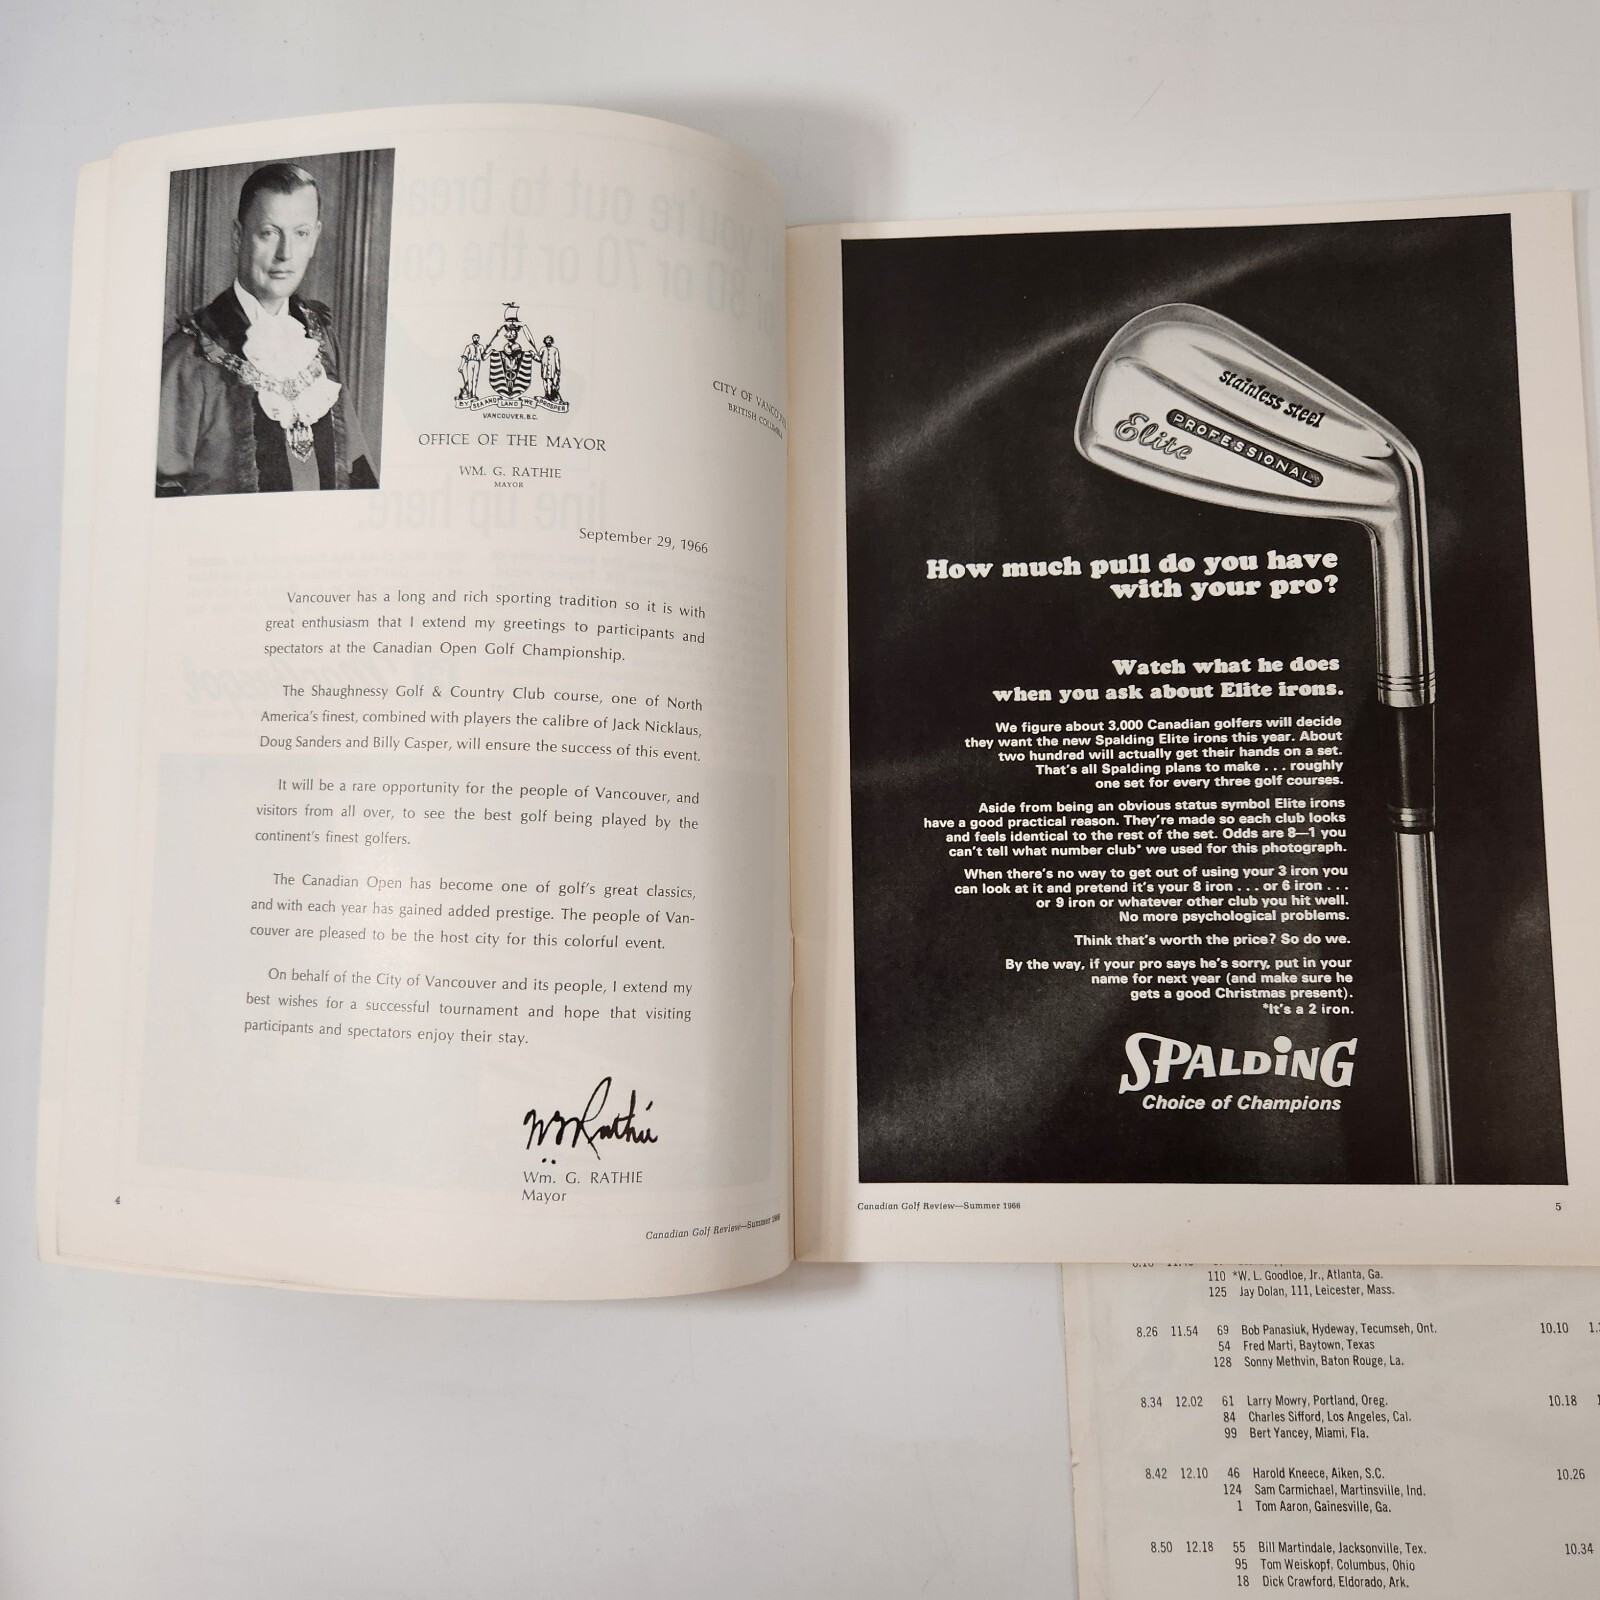 BY SEA AND LAND WE PROSPER
VANCOUVER, B.C.
OFFICE OF THE MAYOR
WM. G. RATHIE
MAYOR
CITY OF VANCOUVER
BRITISH COLUMBIA
September 29, 1966
Vancouver has a long and rich sporting tradition so it is with
great enthusiasm that I extend my greetings to participants and
spectators at the Canadian Open Golf Championship.
The Shaughnessy Golf & Country Club course, one of North
America's finest, combined with players the calibre of Jack Nicklaus,
Doug Sanders and Billy Casper, will ensure the success of this event.
It will be a rare opportunity for the people of Vancouver, and
visitors from all over, to see the best golf being played by the
continent's finest golfers.
The Canadian Open has become one of golf's great classics,
and with each year has gained added prestige. The people of Van-
couver are pleased to be the host city for this colorful event.
On behalf of the City of Vancouver and its people, I extend my
best wishes for a successful tournament and hope that visiting
participants and spectators enjoy their stay.
Wm G Rathie
Wm. G. RATHIE
Mayor
4
Canadian Golf Review—Summer 1966
stainless steel
PROFESSIONAL
Elite
How much pull do you have
with your pro?
Watch what he does
when you ask about Elite irons.
We figure about 3,000 Canadian golfers will decide
they want the new Spalding Elite irons this year. About
two hundred will actually get their hands on a set.
That's all Spalding plans to make . . . roughly
one set for every three golf courses.
Aside from being an obvious status symbol Elite irons
have a good practical reason. They're made so each club looks
and feels identical to the rest of the set. Odds are 8—1 you
can't tell what number club* we used for this photograph.
When there's no way to get out of using your 3 iron you
can look at it and pretend it's your 8 iron . . . or 6 iron . . .
or 9 iron or whatever other club you hit well.
No more psychological problems.
Think that's worth the price? So do we.
By the way, if your pro says he's sorry, put in your
name for next year (and make sure he
gets a good Christmas present).
*It's a 2 iron.
SPALDING
Choice of Champions
Canadian Golf Review—Summer 1966
5
110 *W. L. Goodloe, Jr., Atlanta, Ga.
125 Jay Dolan, 111, Leicester, Mass.
8.26 11.54 69 Bob Panasiuk, Hydeway, Tecumseh, Ont. 10.10
54 Fred Marti, Baytown, Texas
128 Sonny Methvin, Baton Rouge, La.
8.34 12.02 61 Larry Mowry, Portland, Oreg. 10.18
84 Charles Sifford, Los Angeles, Cal.
99 Bert Yancey, Miami, Fla.
8.42 12.10 46 Harold Kneece, Aiken, S.C. 10.26
124 Sam Carmichael, Martinsville, Ind.
1 Tom Aaron, Gainesville, Ga.
8.50 12.18 55 Bill Martindale, Jacksonville, Tex. 10.34
95 Tom Weiskopf, Columbus, Ohio
18 Dick Crawford, Eldorado, Ark.